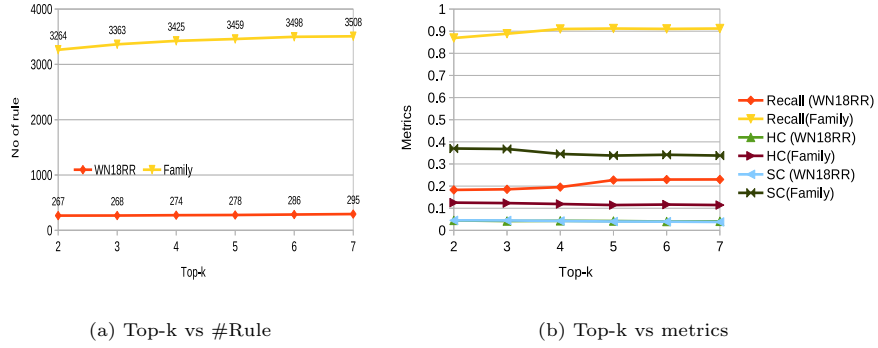 4000
3000
2000
1000
0
No of rule
3264
3363
3425
3459
3498
3508
WN18RR
Family
267
268
274
278
286
295
2 3 4 5 6 7
Top-k
(a) Top-k vs #Rule
1
0.9
0.8
0.7
0.6
0.5
0.4
0.3
0.2
0.1
0
Metrics
2 3 4 5 6 7
Top-k
Recall (WN18RR)
Recall(Family)
HC (WN18RR)
HC(Family)
SC (WN18RR)
SC(Family)
(b) Top-k vs metrics